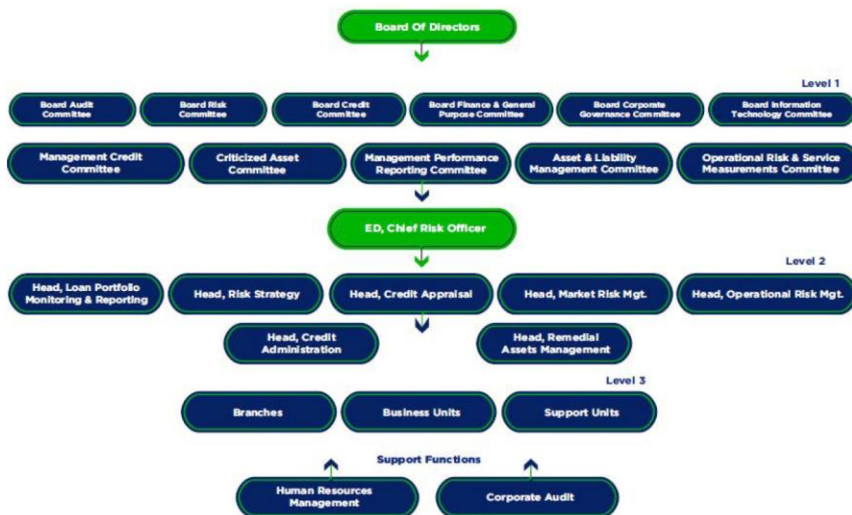 Board Of Directors
Level 1
Board Audit
Committee
Board Risk
Committee
Board Credit
Committee
Board Finance & General
Purpose Committee
Board Corporate
Governance Committee
Board Information
Technology Committee
Management Credit
Committee
Criticized Asset
Committee
Management Performance
Reporting Committee
Asset & Liability
Management Committee
Operational Risk & Service
Measurements Committee
ED, Chief Risk Officer
Level 2
Head, Loan Portfolio
Monitoring & Reporting
Head, Risk Strategy
Head, Credit Appraisal
Head, Market Risk Mgt.
Head, Operational Risk Mgt.
Head, Credit
Administration
Head, Remedial
Assets Management
Level 3
Branches
Business Units
Support Units
Support Functions
Human Resources
Management
Corporate Audit